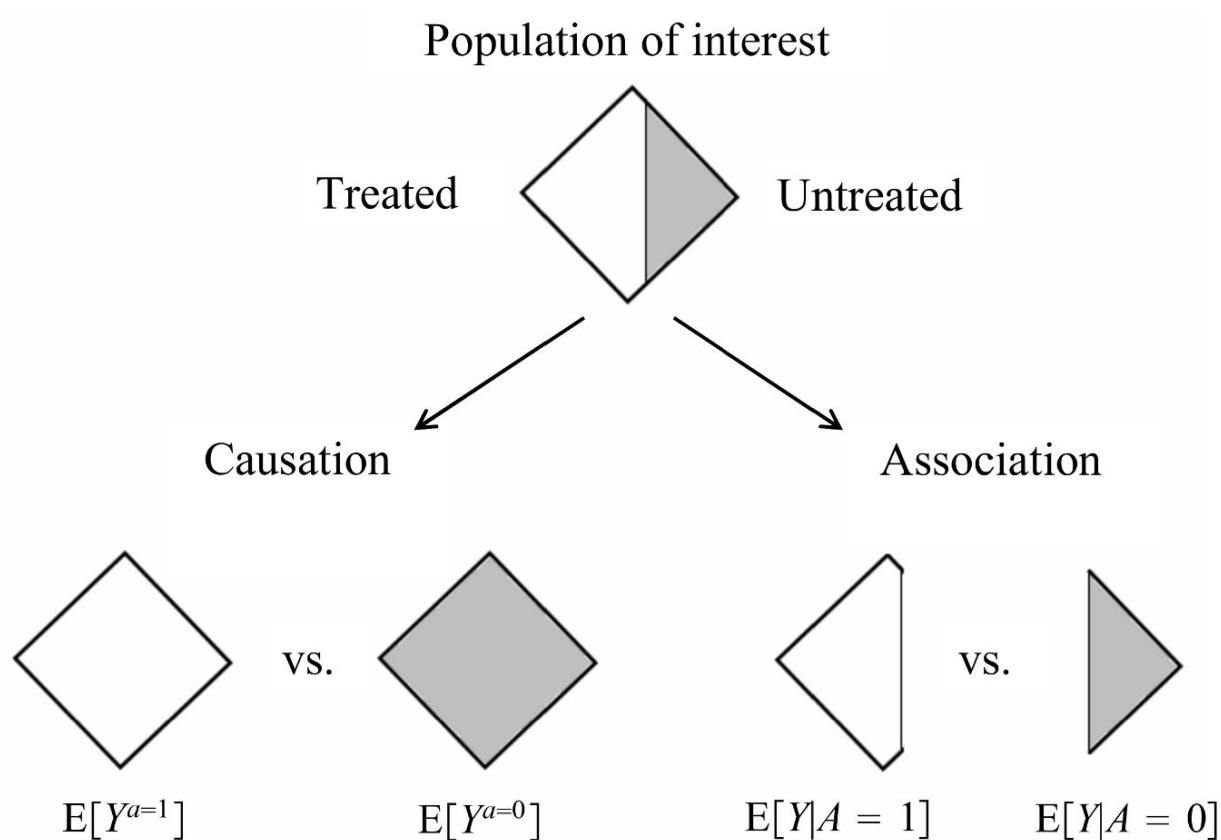 Population of interest
Treated
Untreated
Causation
Association
vs.
vs.
E[Y^{a=1}]
E[Y^{a=0}]
E[Y|A = 1]
E[Y|A = 0]